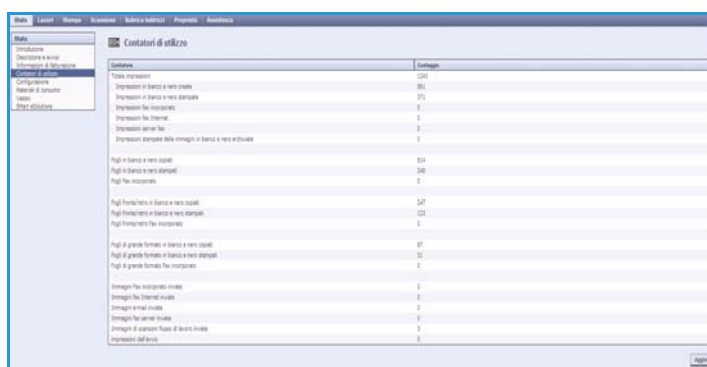 Stato Lavori Stampa Scansione Rubrica indirizzi Proprietà Assistenza
Stato
Introduzione
Descrizione e avvisi
Informazioni di fatturazione
Contatori di utilizzo
Configurazione
Materiali di consumo
Vassoi
SMart eSolutions
Contatori di utilizzo
Contatore Conteggio
Totale impressioni 1243
Impressioni in bianco e nero create
Impressioni in bianco e nero stampate 371
Impressioni fax incorporato
Impressioni fax Internet
Impressioni server fax
Impressioni stampate delle immagini in bianco e nero archiviate
Fogli in bianco e nero copiati 614
Fogli in bianco e nero stampati 248
Fogli Fax incorporato
Fogli fronte/retro in bianco e nero copiati 247
Fogli fronte/retro in bianco e nero stampati 123
Fogli fronte/retro Fax incorporato
Fogli di grande formato in bianco e nero copiati
Fogli di grande formato in bianco e nero stampati 31
Fogli di grande formato Fax incorporato
Immagini Fax incorporato inviate
Immagini fax Internet inviate
Immagini e-mail inviate
Immagini fax server inviate
Immagini di scansioni flusso di lavoro inviate
Impressioni dell'avvio